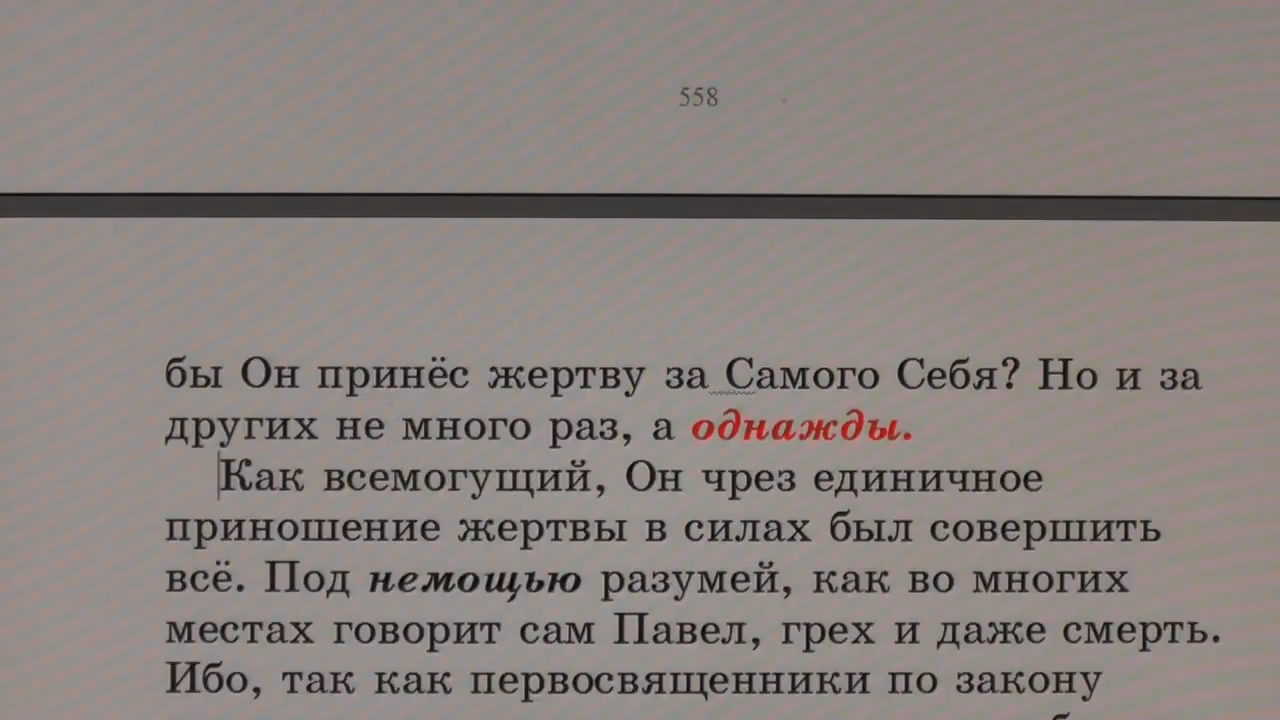 558
бы Он принёс жертву за Самого Себя? Но и за
других не много раз, а однажды.
Как всемогущий, Он чрез единичное
приношение жертвы в силах был совершить
всё. Под немощью разумей, как во многих
местах говорит сам Павел, грех и даже смерть.
Ибо, так как первосвященники по закону